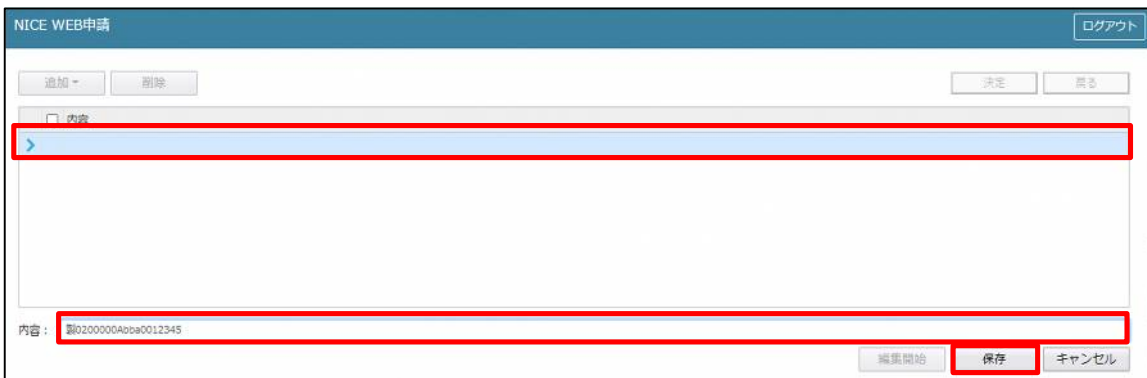 NICE WEB申請
ログアウト
追加
削除
決定
戻る
内容
内容:
製0200000Abba0012345
編集開始
保存
キャンセル